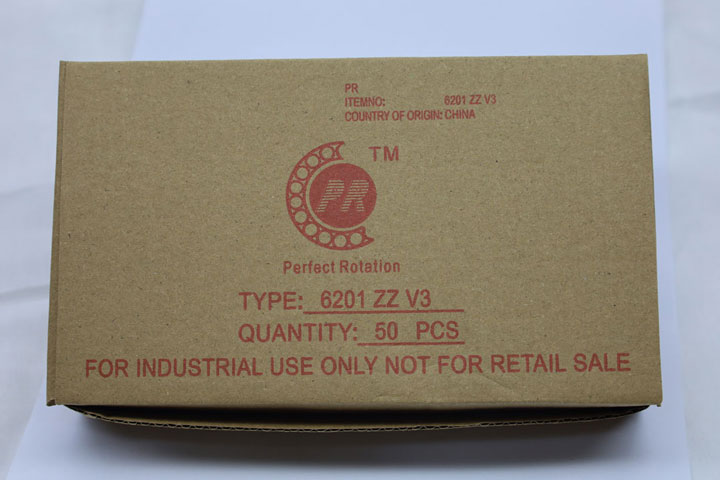 PR
ITEMNO: 6201 ZZ V3
COUNTRY OF ORIGIN: CHINA
TM
PR
Perfect Rotation
TYPE: 6201 ZZ V3
QUANTITY: 50 PCS
FOR INDUSTRIAL USE ONLY NOT FOR RETAIL SALE